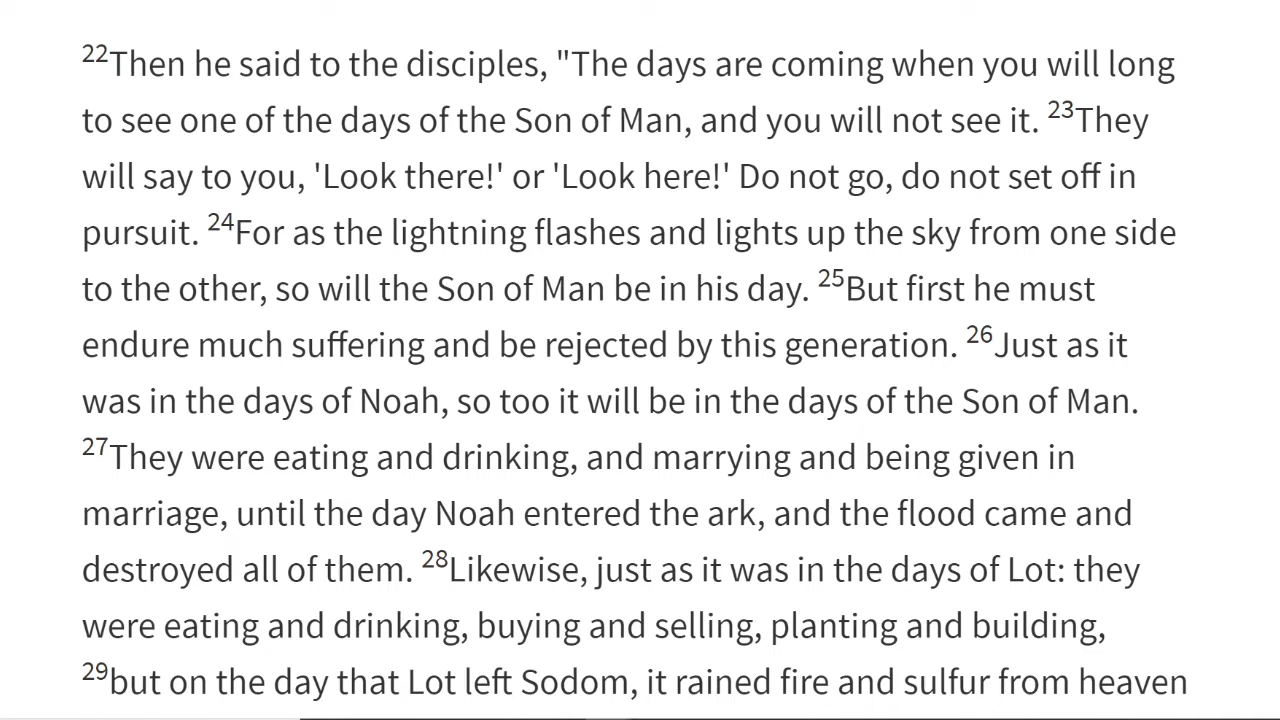 22Then he said to the disciples, "The days are coming when you will long
to see one of the days of the Son of Man, and you will not see it. 23They
will say to you, 'Look there!' or 'Look here!' Do not go, do not set off in
pursuit. 24For as the lightning flashes and lights up the sky from one side
to the other, so will the Son of Man be in his day. 25But first he must
endure much suffering and be rejected by this generation. 26Just as it
was in the days of Noah, so too it will be in the days of the Son of Man.
27They were eating and drinking, and marrying and being given in
marriage, until the day Noah entered the ark, and the flood came and
destroyed all of them. 28Likewise, just as it was in the days of Lot: they
were eating and drinking, buying and selling, planting and building,
29but on the day that Lot left Sodom, it rained fire and sulfur from heaven